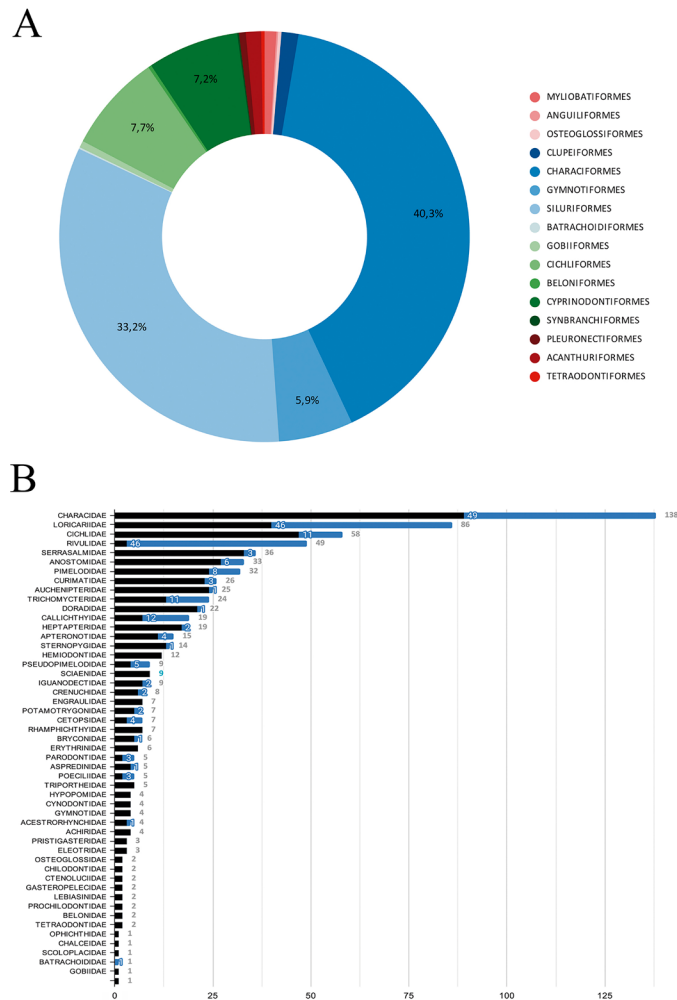 A
7,2%
7,7%
40,3%
33,2%
5,9%
MYLIOBATIFORMES
ANGUILIFORMES
OSTEOGLOSSIFORMES
CLUPEIFORMES
CHARACIFORMES
GYMNOTIFORMES
SILURIFORMES
BATRACHOIDIFORMES
GOBIIFORMES
CICHLIFORMES
BELONIFORMES
CYPRINODONTIFORMES
SYNBRANCHIFORMES
PLEURONECTIFORMES
ACANTHURIFORMES
TETRAODONTIFORMES
B
CHARACIDAE 49 138
LORICARIIDAE 46 86
CICHLIDAE 11 58
RIVULIDAE 46 49
SERRASALMIDAE 3 36
ANOSTOMIDAE 6 33
PIMELODIDAE 8 32
CURIMATIDAE 3 26
AUCHENIPTERIDAE 1 25
TRICHOMYCTERIDAE 11 24
DORADIDAE 1 22
CALLICHTHYIDAE 12 19
HEPTAPTERIDAE 2 19
APTERONOTIDAE 4 15
STERNOPYGIDAE 1 14
HEMIODONTIDAE 12
PSEUDOPIMELODIDAE 5 9
SCIAENIDAE 9
IGUANODECTIDAE 2 9
CRENUCHIDAE 2 8
ENGRAULIDAE 7
POTAMOTRYGONIDAE 2 7
CETOPSIDAE 4 7
RHAMPHICHTHYIDAE 7
BRYCONIDAE 1 6
ERYTHRINIDAE 6
PARODONTIDAE 3 5
ASPREDINIDAE 1 5
POECILIIDAE 3 5
TRIPORTHEIDAE 5
HYPOPOMIDAE 4
CYNODONTIDAE 4
GYMNOTIDAE 4
ACESTRORHYNCHIDAE 1 4
ACHIRIDAE 4
PRISTIGASTERIDAE 3
ELEOTRIDAE 3
OSTEOGLOSSIDAE 2
CHILODONTIDAE 2
CTENOLUCIIDAE 2
GASTEROPELECIDAE 2
LEBIASINIDAE 2
PROCHILODONTIDAE 2
BELONIDAE 2
TETRAODONTIDAE 2
OPHICHTHIDAE 1
CHALCEIDAE 1
SCOLOPLACIDAE 1
BATRACHOIDIDAE 1 1
GOBIIDAE 1
1
0 25 50 75 100 125